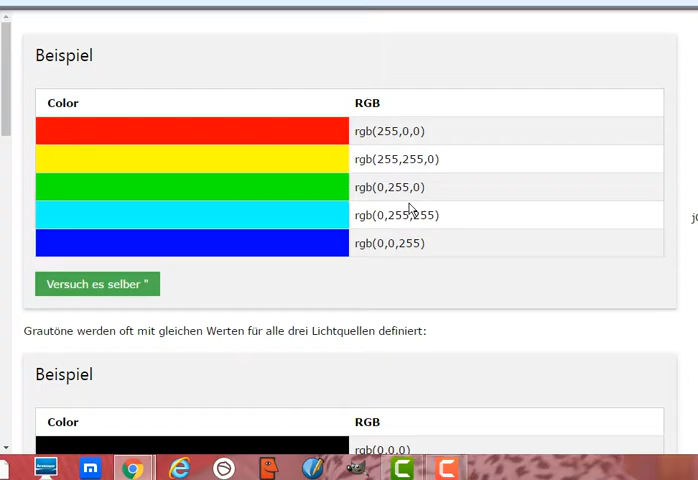 Beispiel
Color RGB
rgb(255,0,0)
rgb(255,255,0)
rgb(0,255,0)
rgb(0,255,255)
rgb(0,0,255)
Versuch es selber "
Grautöne werden oft mit gleichen Werten für alle drei Lichtquellen definiert:
Beispiel
Color RGB
rgb(0,0,0)